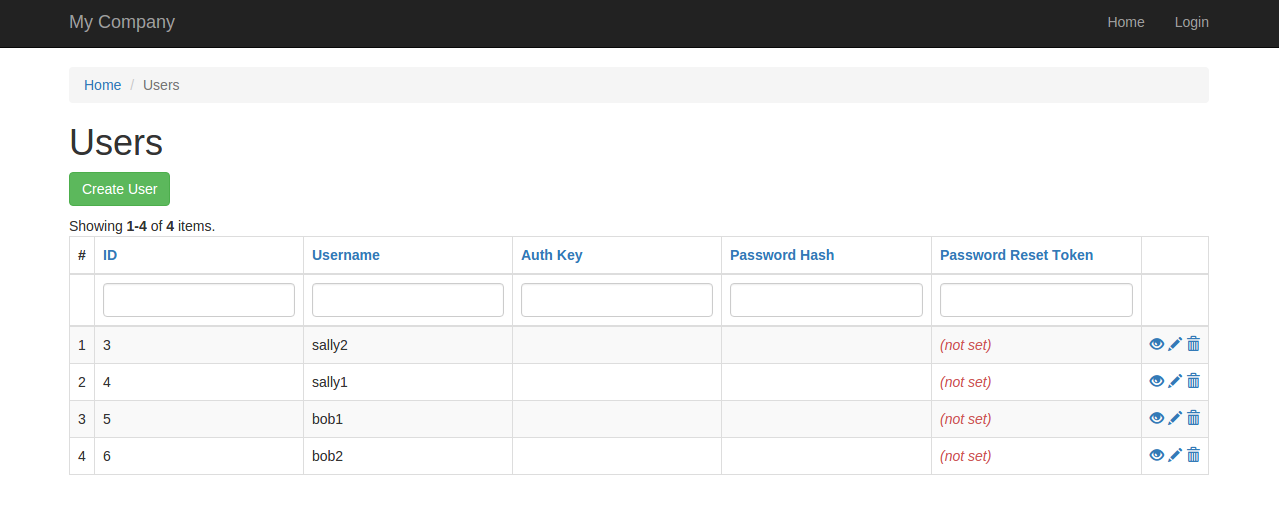 My Company Home Login
Home / Users
Users
Create User
Showing 1-4 of 4 items.
# ID Username Auth Key Password Hash Password Reset Token
1 3 sally2 (not set)
2 4 sally1 (not set)
3 5 bob1 (not set)
4 6 bob2 (not set)